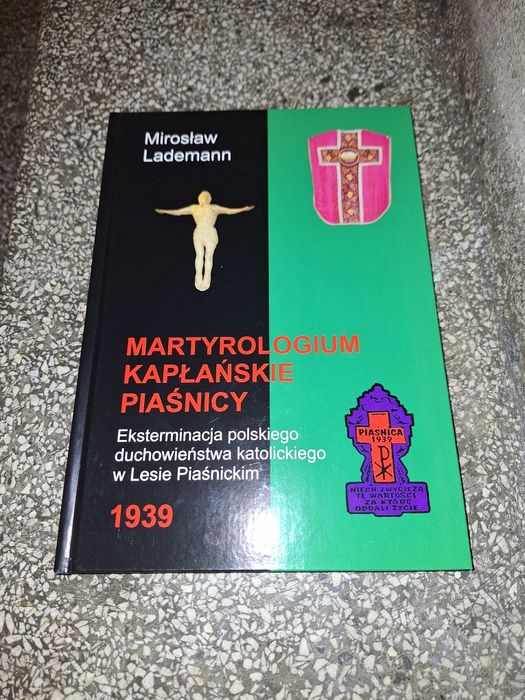 Mirosław
Lademann
MARTYROLOGIUM
KAPŁAŃSKIE
PIAŚNICY
Eksterminacja polskiego
duchowieństwa katolickiego
w Lesie Piaśnickim
1939
PIAŚNICA
1939
NIECH ZWYCIĘŻĄ
TE WARTOŚCI
ZA KTÓRE
ODDALI ŻYCIE